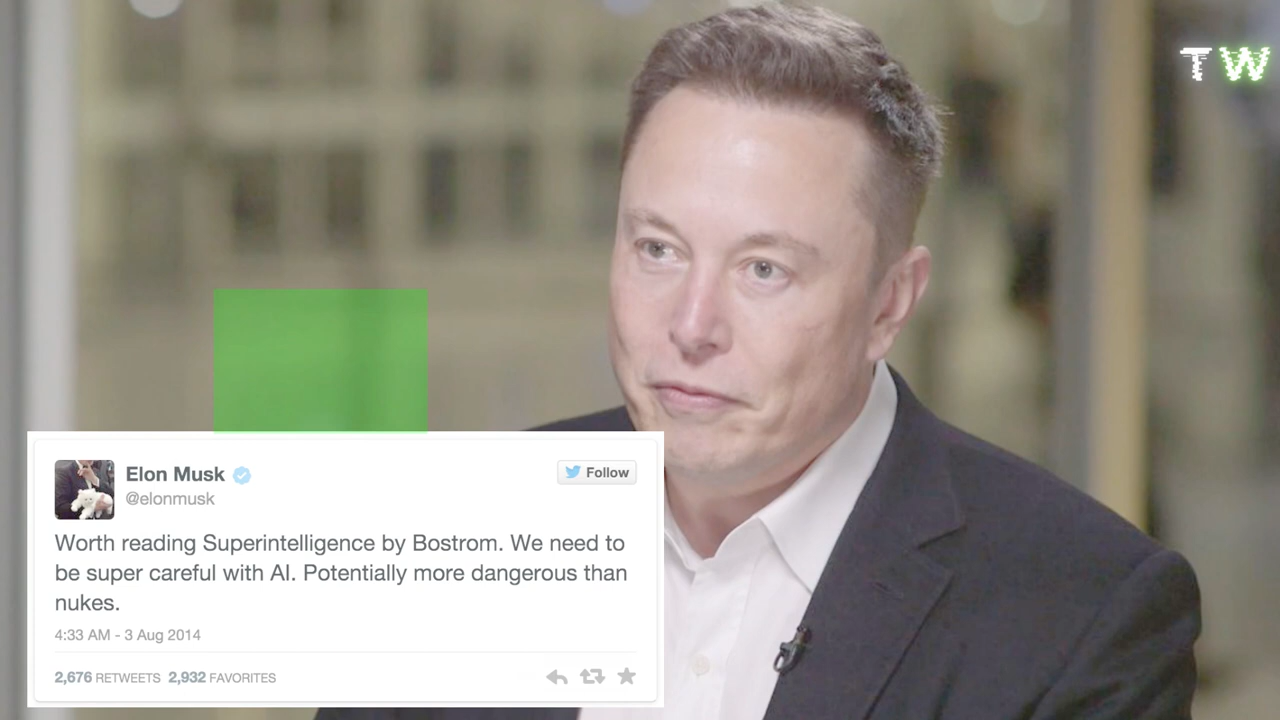 TW
Elon Musk
@elonmusk
Follow
Worth reading Superintelligence by Bostrom. We need to
be super careful with AI. Potentially more dangerous than
nukes.
4:33 AM - 3 Aug 2014
2,676 RETWEETS 2,932 FAVORITES